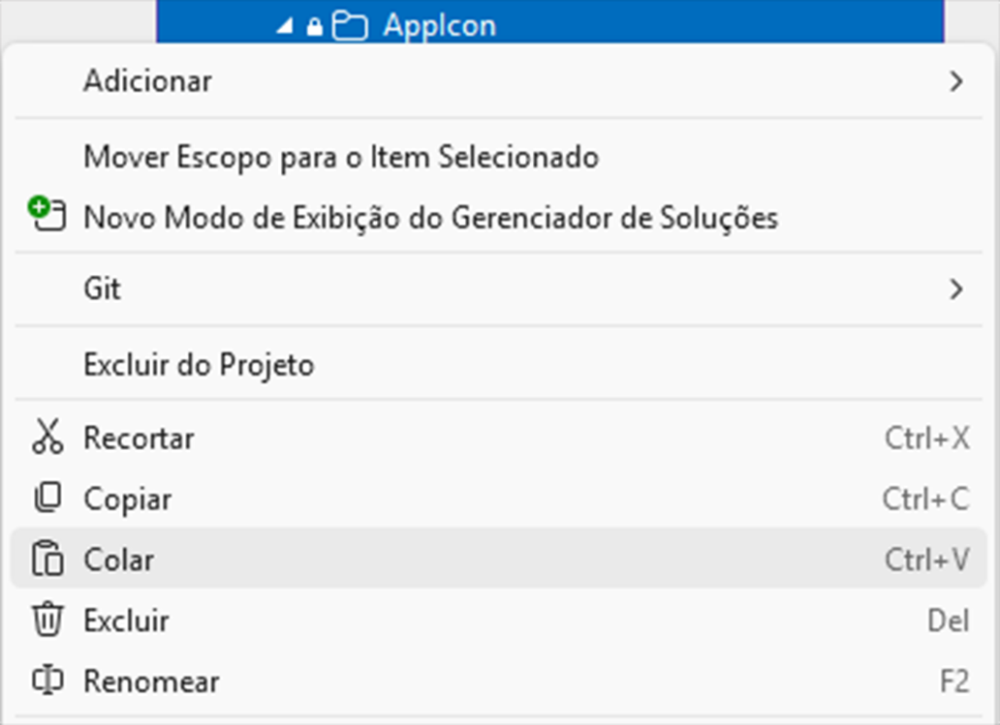 AppIcon
Adicionar
Mover Escopo para o Item Selecionado
Novo Modo de Exibição do Gerenciador de Soluções
Git
Excluir do Projeto
Recortar Ctrl+X
Copiar Ctrl+C
Colar Ctrl+V
Excluir Del
Renomear F2